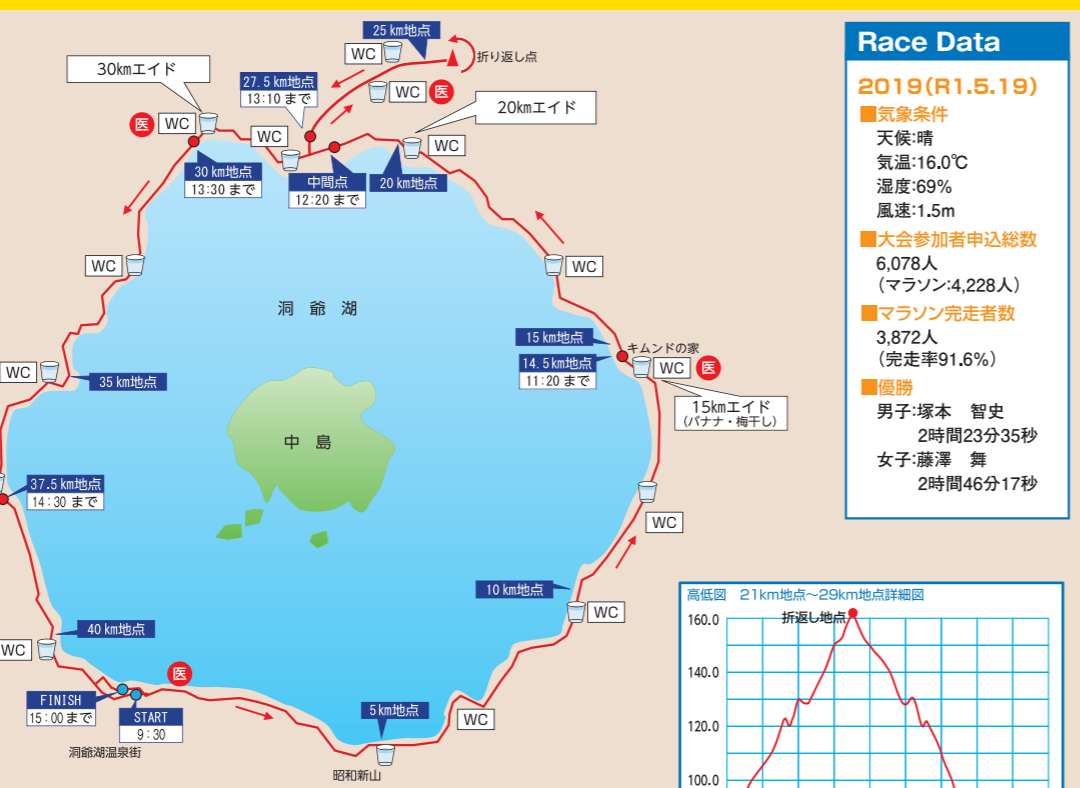 25 km地点
WC
折り返し点
30kmエイド
27.5 km地点
13:10 まで
WC
医
20kmエイド
医
WC
WC
WC
30 km地点
13:30 まで
中間点
12:20 まで
20 km地点
WC
WC
洞爺湖
15 km地点
キムンドの家
14.5 km地点
11:20 まで
WC
医
WC
35 km地点
15kmエイド
(バナナ・梅干し)
中島
37.5 km地点
14:30 まで
WC
10 km地点
WC
40 km地点
WC
医
FINISH
15:00 まで
START
9:30
洞爺湖温泉街
5 km地点
WC
昭和新山
Race Data
2019(R1.5.19)
■気象条件
天候:晴
気温:16.0℃
湿度:69%
風速:1.5m
■大会参加者申込総数
6,078人
(マラソン:4,228人)
■マラソン完走者数
3,872人
(完走率91.6%)
■優勝
男子:塚本 智史
2時間23分35秒
女子:藤澤 舞
2時間46分17秒
高低図 21km地点～29km地点詳細図
160.0
折返し地点
140.0
120.0
100.0